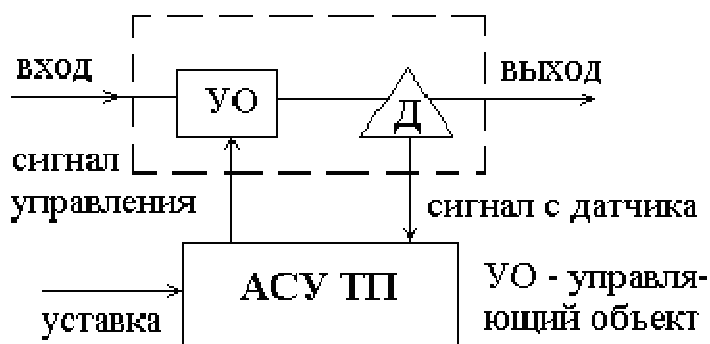 вход
УО
Д
выход
сигнал
управления
сигнал с датчика
АСУ ТП
уставка
УО - управля-
ющий объект